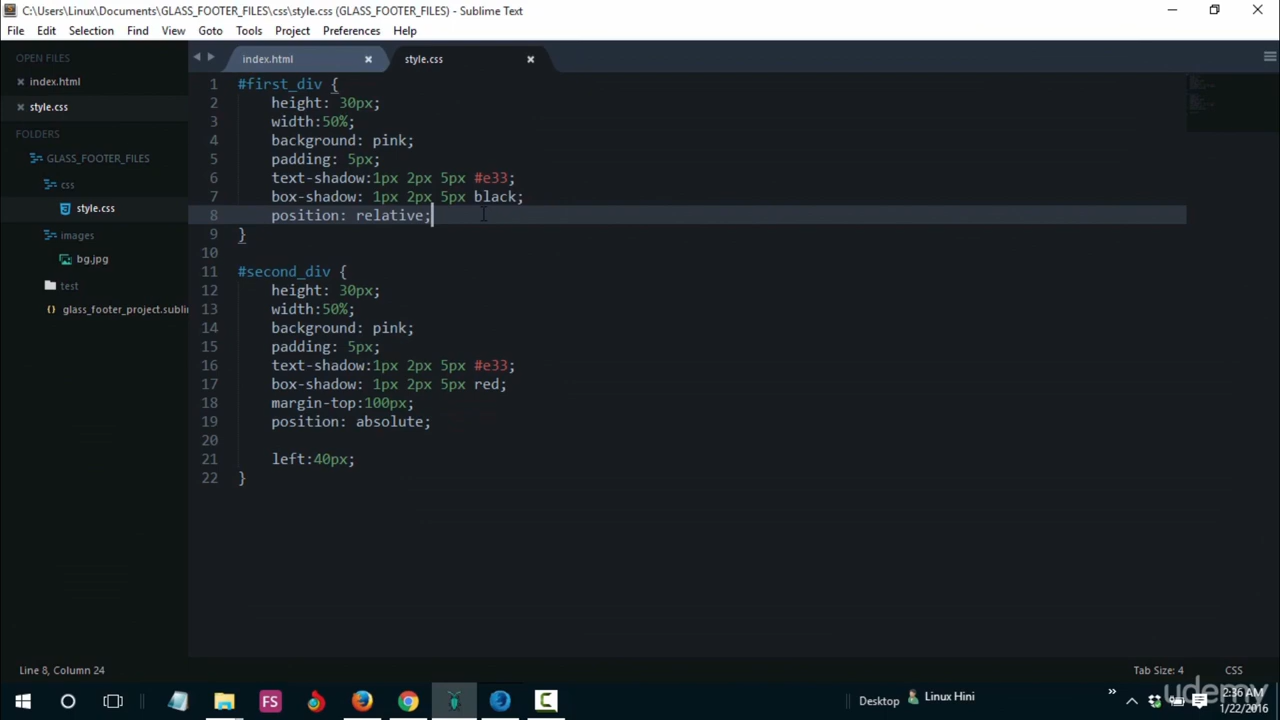 C:\Users\Linux\Documents\GLASS_FOOTER_FILES\css\style.css (GLASS_FOOTER_FILES) - Sublime Text
File Edit Selection Find View Goto Tools Project Preferences Help
OPEN FILES
index.html
style.css
FOLDERS
GLASS_FOOTER_FILES
css
style.css
images
bg.jpg
test
glass_footer_project.sublin
index.html
style.css
1 #first_div {
2 height: 30px;
3 width:50%;
4 background: pink;
5 padding: 5px;
6 text-shadow:1px 2px 5px #e33;
7 box-shadow: 1px 2px 5px black;
8 position: relative;
9 }
10
11 #second_div {
12 height: 30px;
13 width:50%;
14 background: pink;
15 padding: 5px;
16 text-shadow:1px 2px 5px #e33;
17 box-shadow: 1px 2px 5px red;
18 margin-top:100px;
19 position: absolute;
20
21 left:40px;
22 }
Line 8, Column 24
Tab Size: 4
CSS
FS
Desktop
Linux Hini
2:36 AM
1/22/2016
udemy